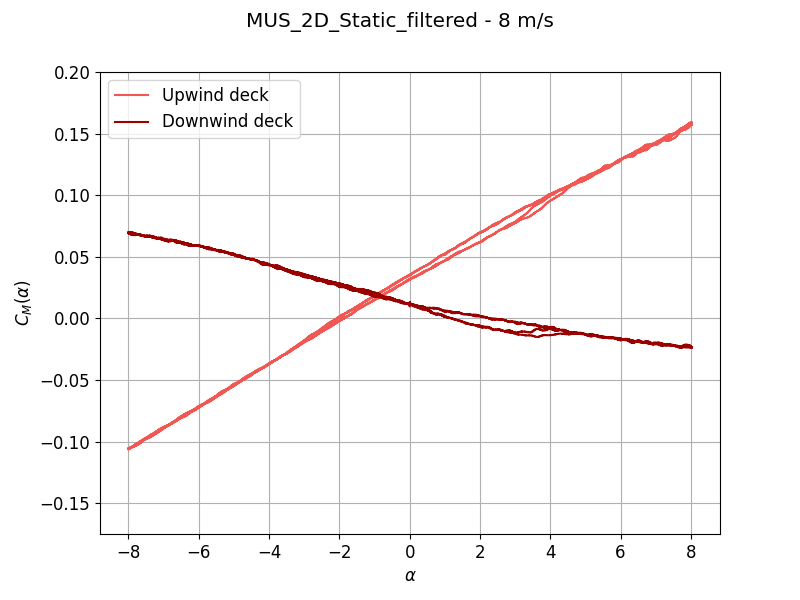 MUS_2D_Static_filtered - 8 m/s
Upwind deck
Downwind deck
0.20
0.15
0.10
0.05
0.00
−0.05
−0.10
−0.15
C_M(α)
−8 −6 −4 −2 0 2 4 6 8
α